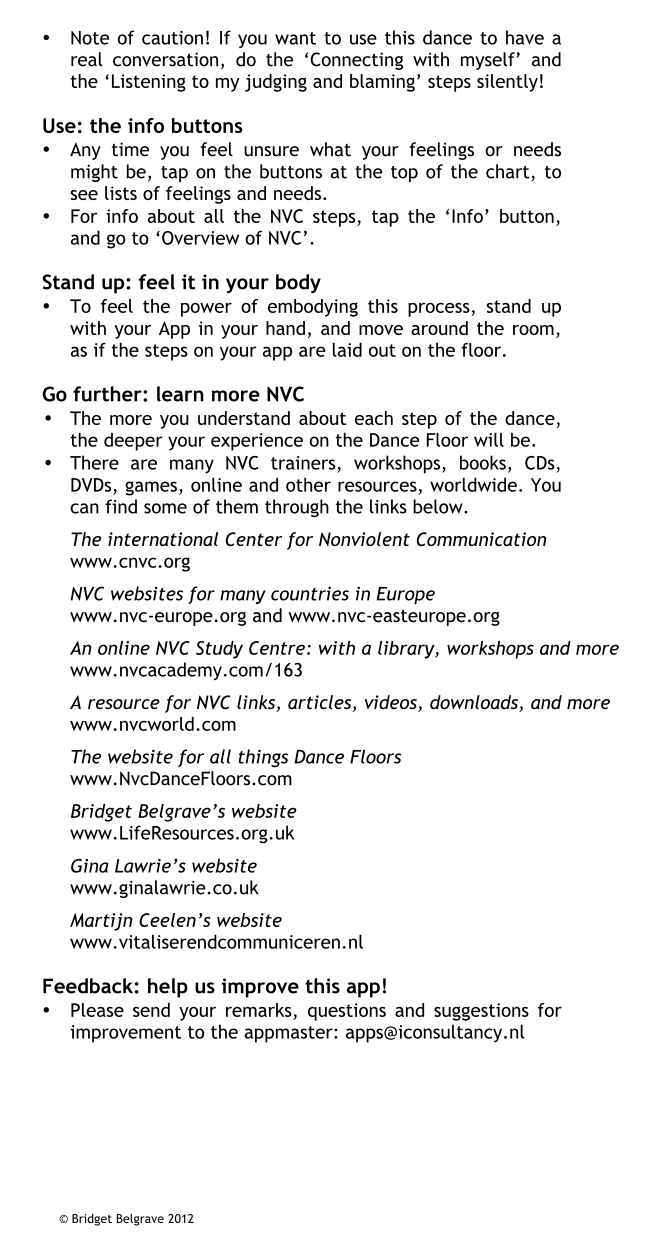 • Note of caution! If you want to use this dance to have a
real conversation, do the ‘Connecting with myself’ and
the ‘Listening to my judging and blaming’ steps silently!
Use: the info buttons
• Any time you feel unsure what your feelings or needs
might be, tap on the buttons at the top of the chart, to
see lists of feelings and needs.
• For info about all the NVC steps, tap the ‘Info’ button,
and go to ‘Overview of NVC’.
Stand up: feel it in your body
• To feel the power of embodying this process, stand up
with your App in your hand, and move around the room,
as if the steps on your app are laid out on the floor.
Go further: learn more NVC
• The more you understand about each step of the dance,
the deeper your experience on the Dance Floor will be.
• There are many NVC trainers, workshops, books, CDs,
DVDs, games, online and other resources, worldwide. You
can find some of them through the links below.
The international Center for Nonviolent Communication
www.cnvc.org
NVC websites for many countries in Europe
www.nvc-europe.org and www.nvc-easteurope.org
An online NVC Study Centre: with a library, workshops and more
www.nvcacademy.com/163
A resource for NVC links, articles, videos, downloads, and more
www.nvcworld.com
The website for all things Dance Floors
www.NvcDanceFloors.com
Bridget Belgrave’s website
www.LifeResources.org.uk
Gina Lawrie’s website
www.ginalawrie.co.uk
Martijn Ceelen’s website
www.vitaliserendcommuniceren.nl
Feedback: help us improve this app!
• Please send your remarks, questions and suggestions for
improvement to the appmaster: apps@iconsultancy.nl
© Bridget Belgrave 2012